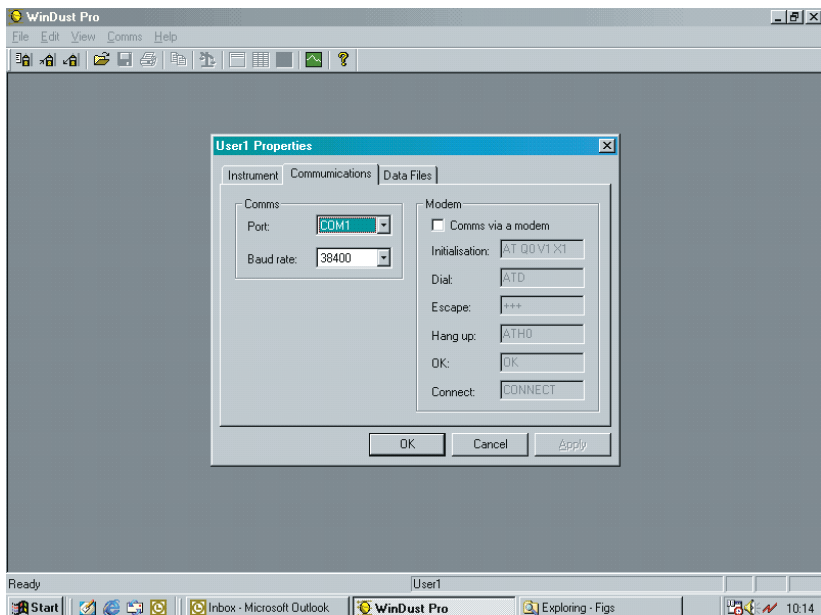 WinDust Pro
File Edit View Comms Help
User1 Properties
Instrument Communications Data Files
Comms
Port: COM1
Baud rate: 38400
Modem
Comms via a modem
Initialisation: AT Q0 V1 X1
Dial: ATD
Escape: +++
Hang up: ATH0
OK: OK
Connect: CONNECT
OK Cancel Apply
Ready User1
Start Inbox - Microsoft Outlook WinDust Pro Exploring - Figs 10:14